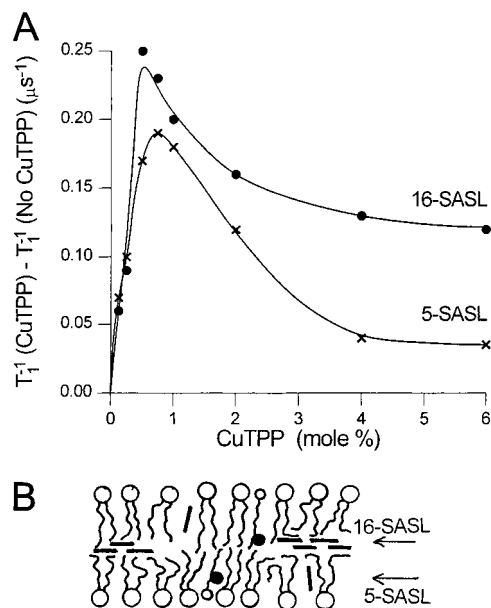 A
T₁⁻¹ (CuTPP) - T₁⁻¹ (No CuTPP) (μs⁻¹)
0.25
0.20
0.15
0.10
0.05
0.00
16-SASL
5-SASL
0 1 2 3 4 5 6
CuTPP (mole %)
B
16-SASL
5-SASL